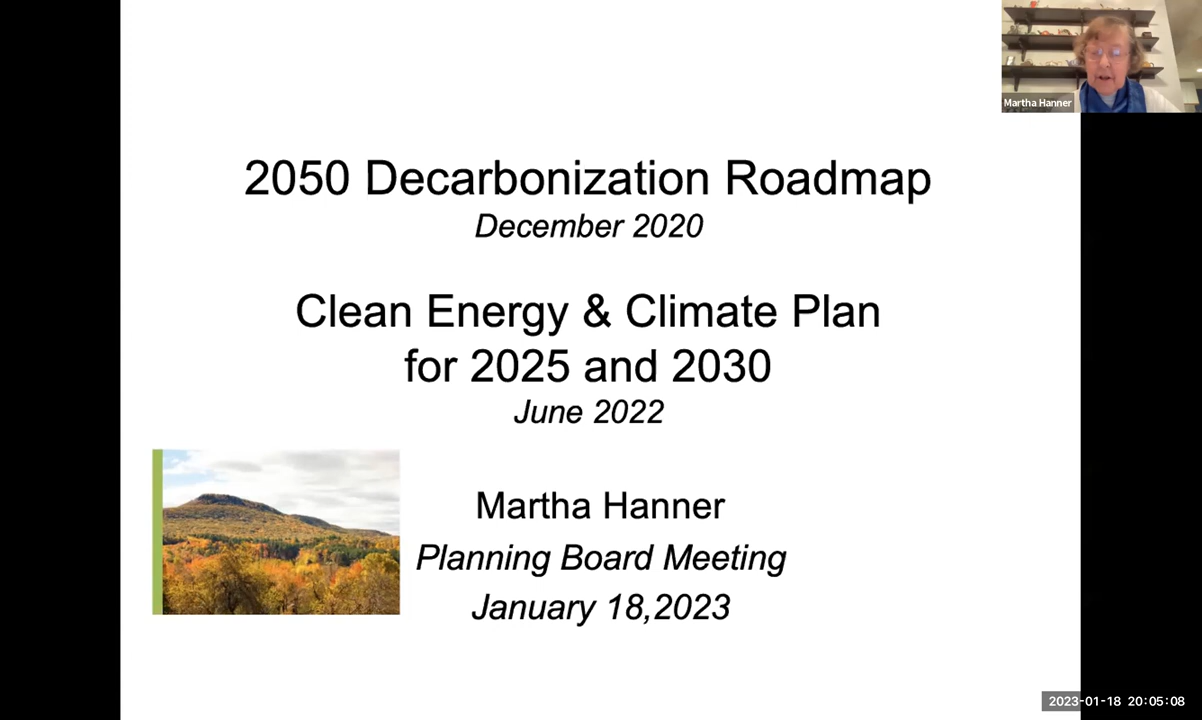 Martha Hanner
2050 Decarbonization Roadmap
December 2020
Clean Energy & Climate Plan
for 2025 and 2030
June 2022
Martha Hanner
Planning Board Meeting
January 18,2023
2023-01-18 20:05:08